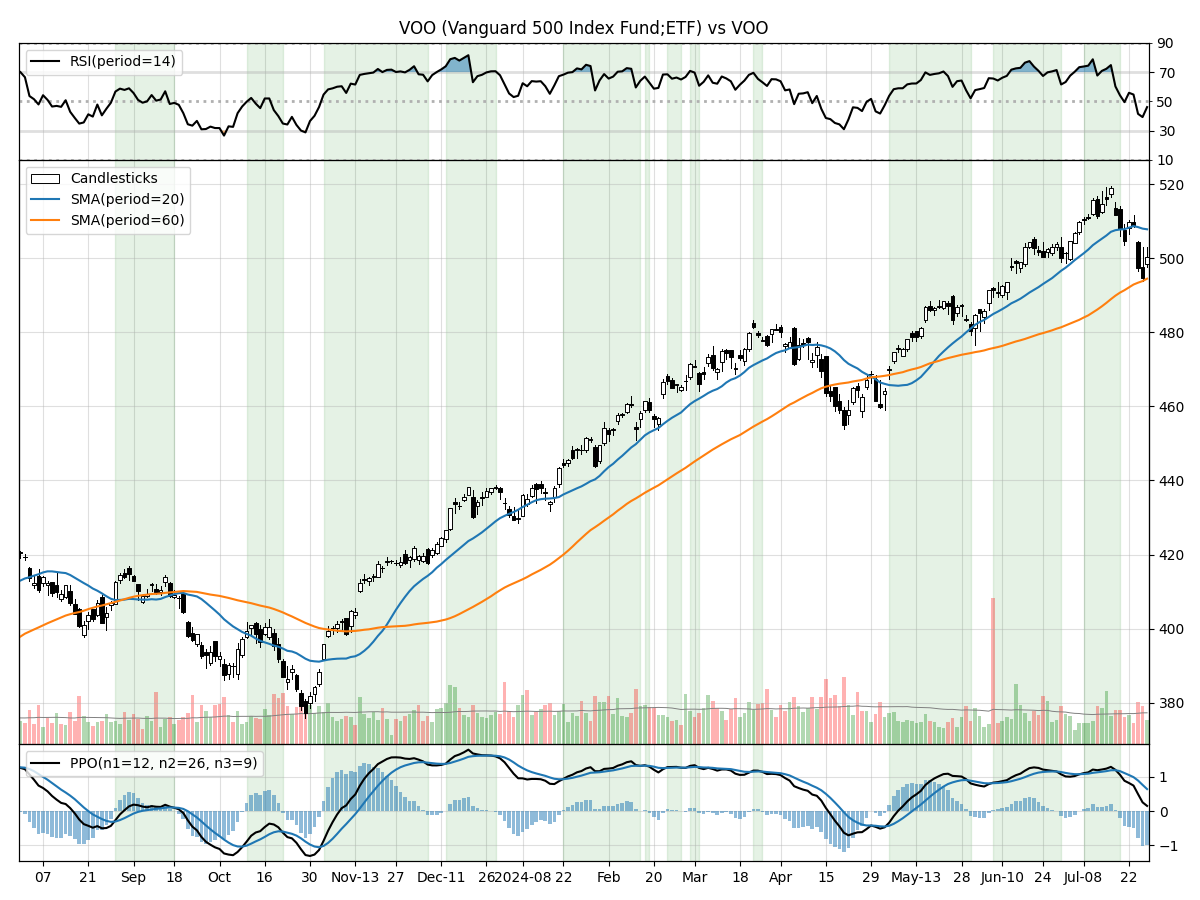 VOO (Vanguard 500 Index Fund;ETF) vs VOO
RSI(period=14)
90
70
50
30
10
Candlesticks
SMA(period=20)
SMA(period=60)
520
500
480
460
440
420
400
380
PPO(n1=12, n2=26, n3=9)
1
0
−1
07 21 Sep 18 Oct 16 30 Nov-13 27 Dec-11 26 2024-08 22 Feb 20 Mar 18 Apr 15 29 May-13 28 Jun-10 24 Jul-08 22